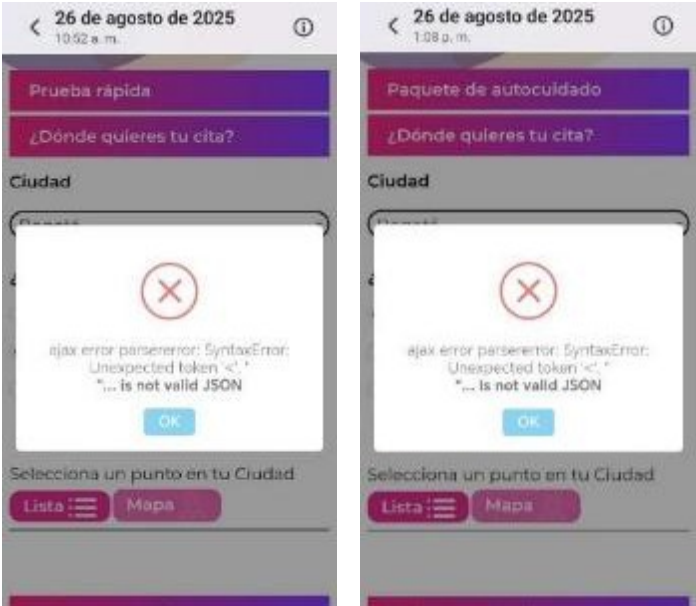 26 de agosto de 2025
10:52 a. m.
Prueba rápida
¿Dónde quieres tu cita?
Ciudad
ajax error parsererror: SyntaxError:
Unexpected token '<', "
"... is not valid JSON
OK
Selecciona un punto en tu Ciudad
Lista
Mapa
26 de agosto de 2025
1:08 p. m.
Paquete de autocuidado
¿Dónde quieres tu cita?
Ciudad
ajax error parsererror: SyntaxError:
Unexpected token '<', "
"... is not valid JSON
OK
Selecciona un punto en tu Ciudad
Lista
Mapa